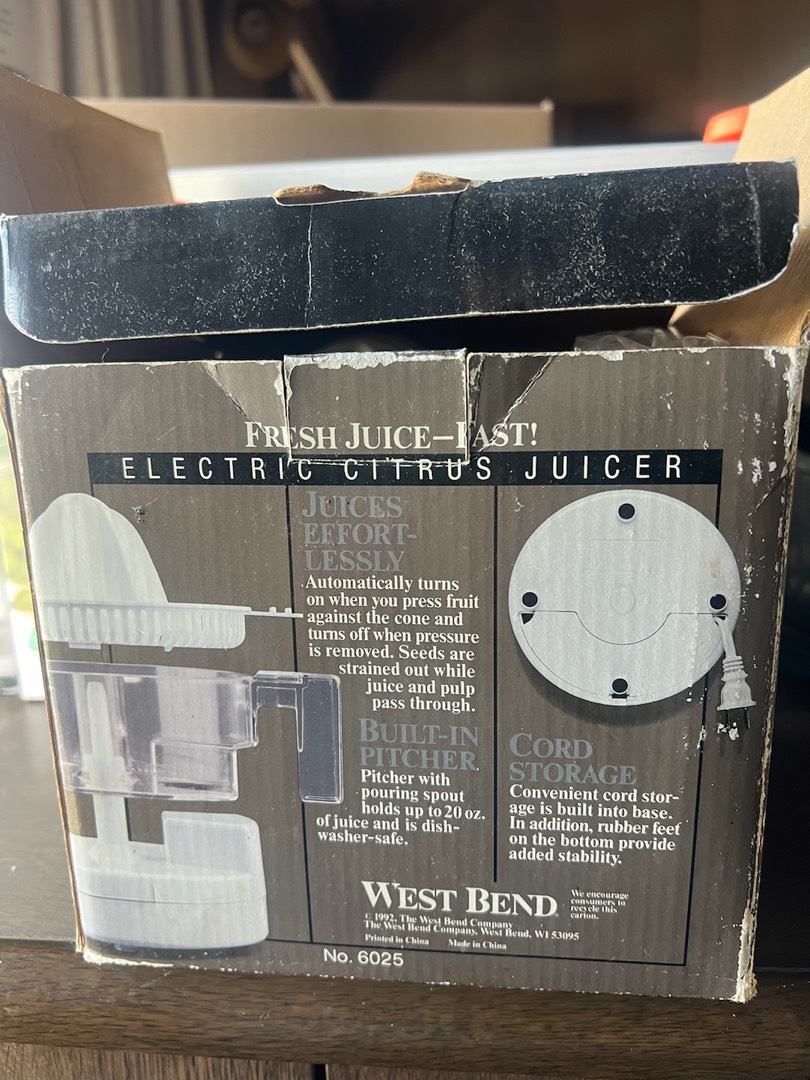 FRESH JUICE–FAST!
ELECTRIC CITRUS JUICER
JUICES
EFFORT-
LESSLY
Automatically turns
on when you press fruit
against the cone and
turns off when pressure
is removed. Seeds are
strained out while
juice and pulp
pass through.
BUILT-IN
PITCHER
Pitcher with
pouring spout
holds up to 20 oz.
of juice and is dish-
washer-safe.
CORD
STORAGE
Convenient cord stor-
age is built into base.
In addition, rubber feet
on the bottom provide
added stability.
WEST BEND
We encourage
consumers to
recycle this
carton.
© 1992, The West Bend Company
The West Bend Company, West Bend, WI 53095
Printed in China Made in China
No. 6025